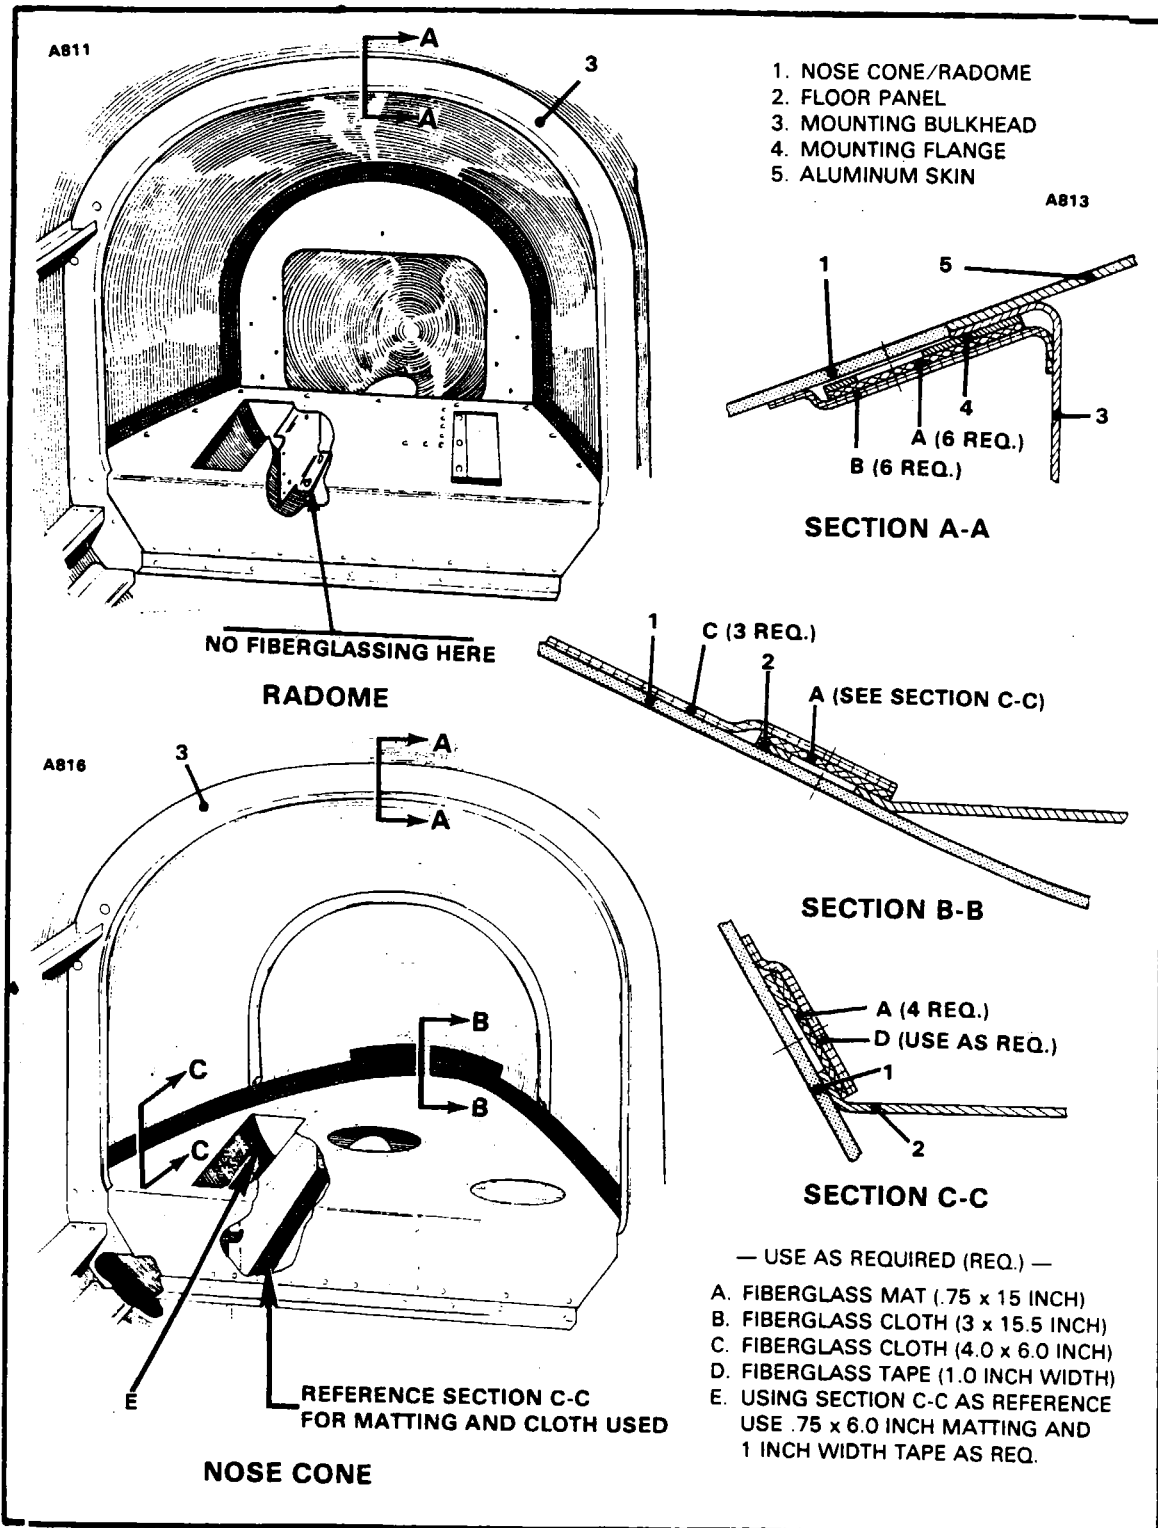 A811
A
A
3
NO FIBERGLASSING HERE
RADOME
1. NOSE CONE/RADOME
2. FLOOR PANEL
3. MOUNTING BULKHEAD
4. MOUNTING FLANGE
5. ALUMINUM SKIN
A813
1
5
4
3
A (6 REQ.)
B (6 REQ.)
SECTION A-A
1
C (3 REQ.)
2
A (SEE SECTION C-C)
SECTION B-B
A816
3
A
A
B
B
C
C
E
REFERENCE SECTION C-C
FOR MATTING AND CLOTH USED
NOSE CONE
A (4 REQ.)
D (USE AS REQ.)
1
2
SECTION C-C
— USE AS REQUIRED (REQ.) —
A. FIBERGLASS MAT (.75 x 15 INCH)
B. FIBERGLASS CLOTH (3 x 15.5 INCH)
C. FIBERGLASS CLOTH (4.0 x 6.0 INCH)
D. FIBERGLASS TAPE (1.0 INCH WIDTH)
E. USING SECTION C-C AS REFERENCE
USE .75 x 6.0 INCH MATTING AND
1 INCH WIDTH TAPE AS REQ.